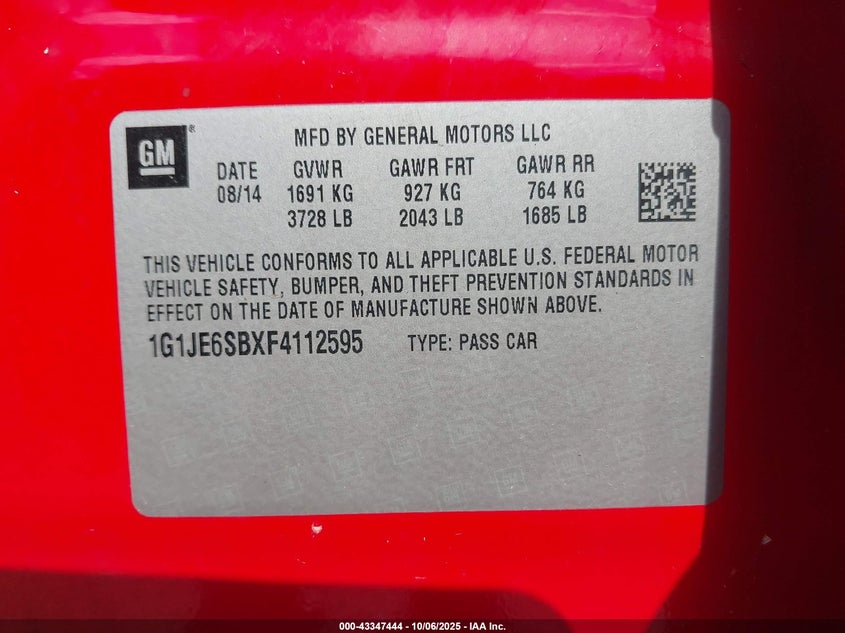 GM®
MFD BY GENERAL MOTORS LLC
DATE GVWR GAWR FRT GAWR RR
08/14 1691 KG 927 KG 764 KG
3728 LB 2043 LB 1685 LB
THIS VEHICLE CONFORMS TO ALL APPLICABLE U.S. FEDERAL MOTOR
VEHICLE SAFETY, BUMPER, AND THEFT PREVENTION STANDARDS IN
EFFECT ON THE DATE OF MANUFACTURE SHOWN ABOVE.
1G1JE6SBXF4112595 TYPE: PASS CAR
000-43347444 - 10/06/2025 - IAA Inc.